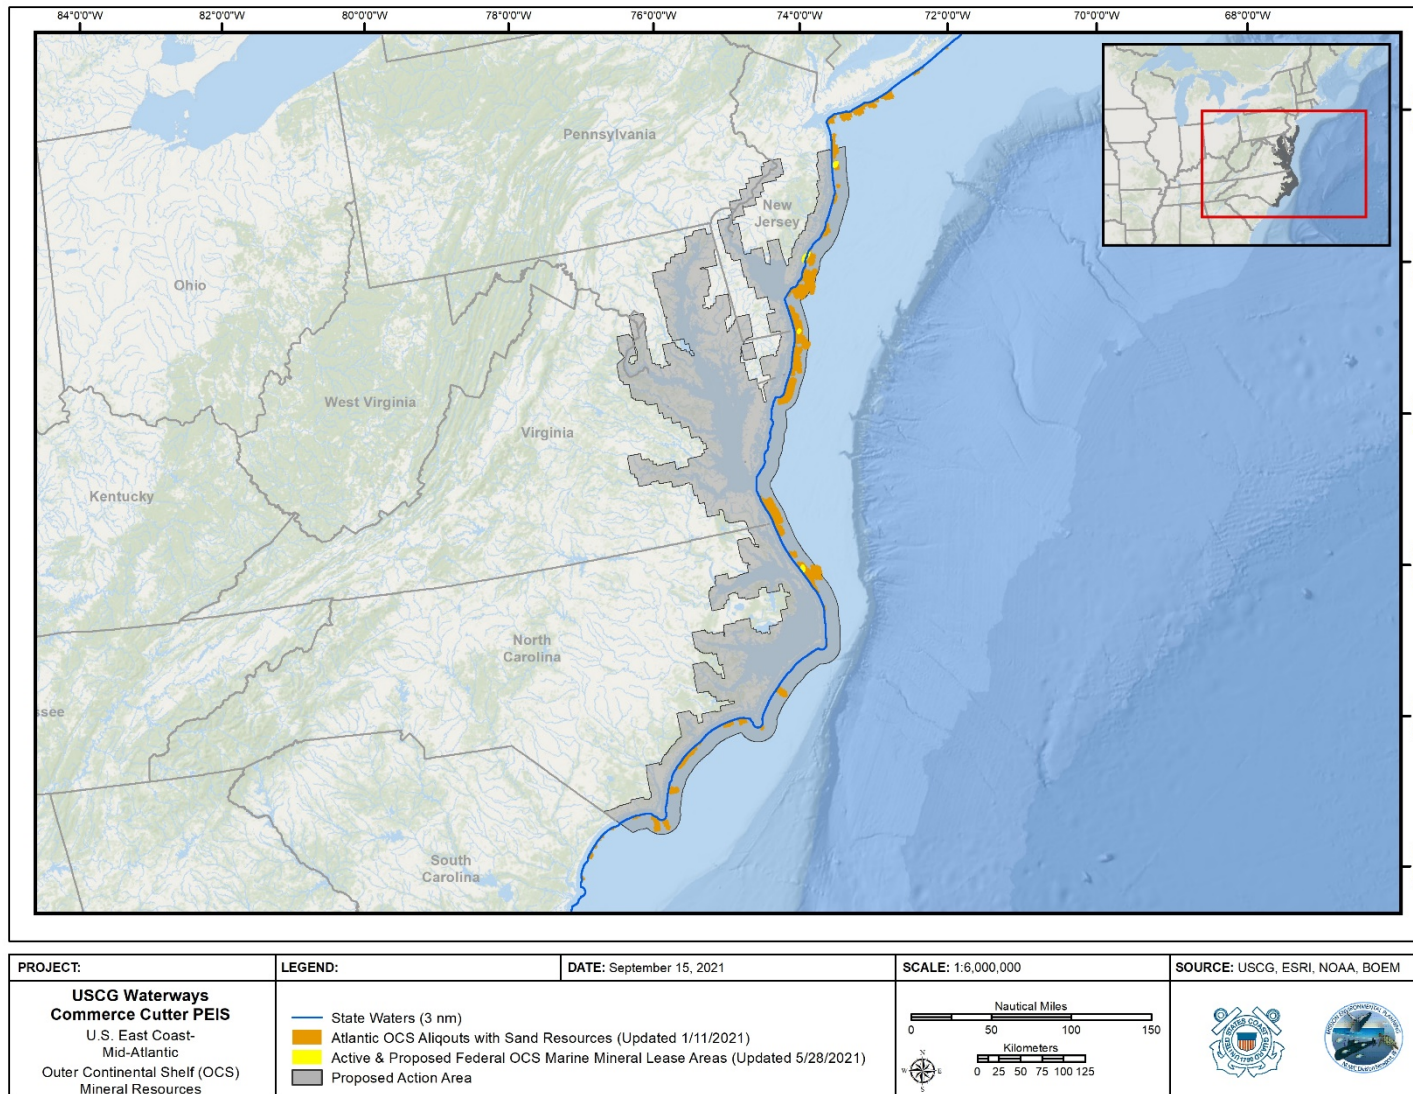 84°0'0"W
82°0'0"W
80°0'0"W
78°0'0"W
76°0'0"W
74°0'0"W
72°0'0"W
70°0'0"W
68°0'0"W
Pennsylvania
New
Jersey
Ohio
West Virginia
Virginia
Kentucky
North
Carolina
ssee
South
Carolina
PROJECT:
USCG Waterways
Commerce Cutter PEIS
U.S. East Coast-
Mid-Atlantic
Outer Continental Shelf (OCS)
Mineral Resources
LEGEND:
DATE: September 15, 2021
State Waters (3 nm)
Atlantic OCS Aliqouts with Sand Resources (Updated 1/11/2021)
Active & Proposed Federal OCS Marine Mineral Lease Areas (Updated 5/28/2021)
Proposed Action Area
SCALE: 1:6,000,000
Nautical Miles
0 50 100 150
Kilometers
0 25 50 75 100 125
N
W E
S
SOURCE: USCG, ESRI, NOAA, BOEM
UNITED STATES COAST GUARD
1790